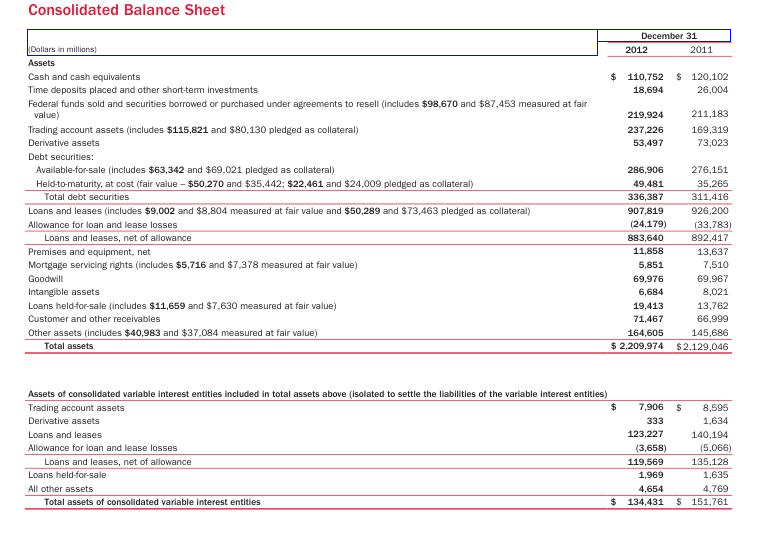 Consolidated Balance Sheet
December 31
(Dollars in millions) 2012 2011
Assets
Cash and cash equivalents $ 110,752 $ 120,102
Time deposits placed and other short-term investments 18,694 26,004
Federal funds sold and securities borrowed or purchased under agreements to resell (includes $98,670 and $87,453 measured at fair
value) 219,924 211,183
Trading account assets (includes $115,821 and $80,130 pledged as collateral) 237,226 169,319
Derivative assets 53,497 73,023
Debt securities:
Available-for-sale (includes $63,342 and $69,021 pledged as collateral) 286,906 276,151
Held-to-maturity, at cost (fair value – $50,270 and $35,442; $22,461 and $24,009 pledged as collateral) 49,481 35,265
Total debt securities 336,387 311,416
Loans and leases (includes $9,002 and $8,804 measured at fair value and $50,289 and $73,463 pledged as collateral) 907,819 926,200
Allowance for loan and lease losses (24,179) (33,783)
Loans and leases, net of allowance 883,640 892,417
Premises and equipment, net 11,858 13,637
Mortgage servicing rights (includes $5,716 and $7,378 measured at fair value) 5,851 7,510
Goodwill 69,976 69,967
Intangible assets 6,684 8,021
Loans held-for-sale (includes $11,659 and $7,630 measured at fair value) 19,413 13,762
Customer and other receivables 71,467 66,999
Other assets (includes $40,983 and $37,084 measured at fair value) 164,605 145,686
Total assets $ 2,209,974 $ 2,129,046
Assets of consolidated variable interest entities included in total assets above (isolated to settle the liabilities of the variable interest entities)
Trading account assets $ 7,906 $ 8,595
Derivative assets 333 1,634
Loans and leases 123,227 140,194
Allowance for loan and lease losses (3,658) (5,066)
Loans and leases, net of allowance 119,569 135,128
Loans held-for-sale 1,969 1,635
All other assets 4,654 4,769
Total assets of consolidated variable interest entities $ 134,431 $ 151,761